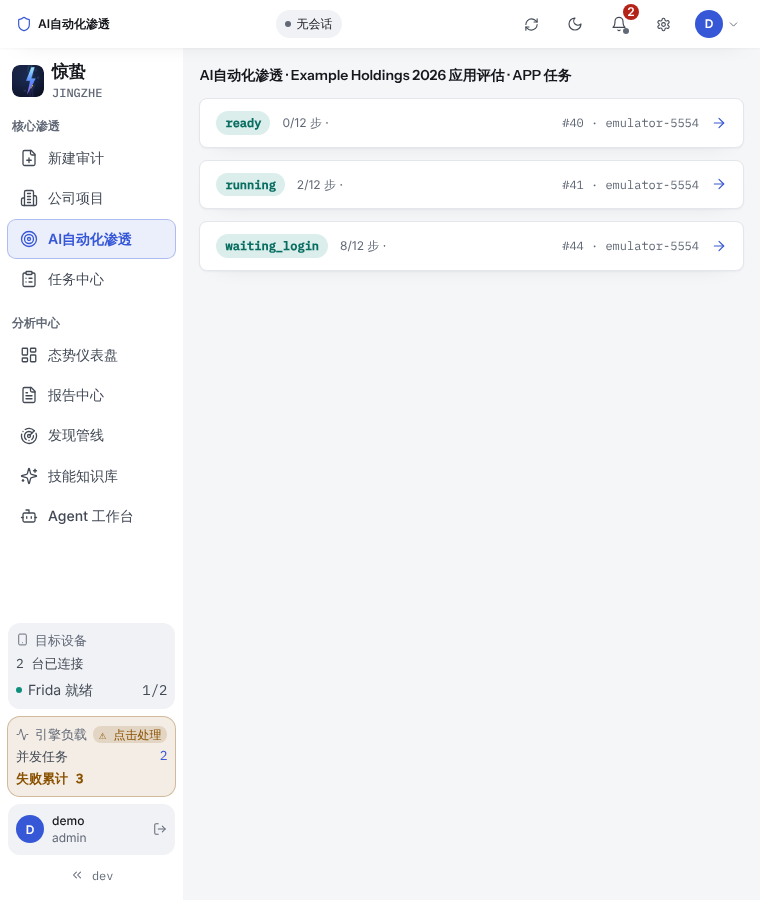 AI自动化渗透
无会话
2
D
惊蛰
JINGZHE
核心渗透
新建审计
公司项目
AI自动化渗透
任务中心
分析中心
态势仪表盘
报告中心
发现管线
技能知识库
Agent 工作台
目标设备
2 台已连接
Frida 就绪 1/2
引擎负载 ⚠ 点击处理
并发任务 2
失败累计 3
D
demo
admin
« dev
AI自动化渗透 · Example Holdings 2026 应用评估 · APP 任务
ready 0/12 步 · #40 · emulator-5554 →
running 2/12 步 · #41 · emulator-5554 →
waiting_login 8/12 步 · #44 · emulator-5554 →